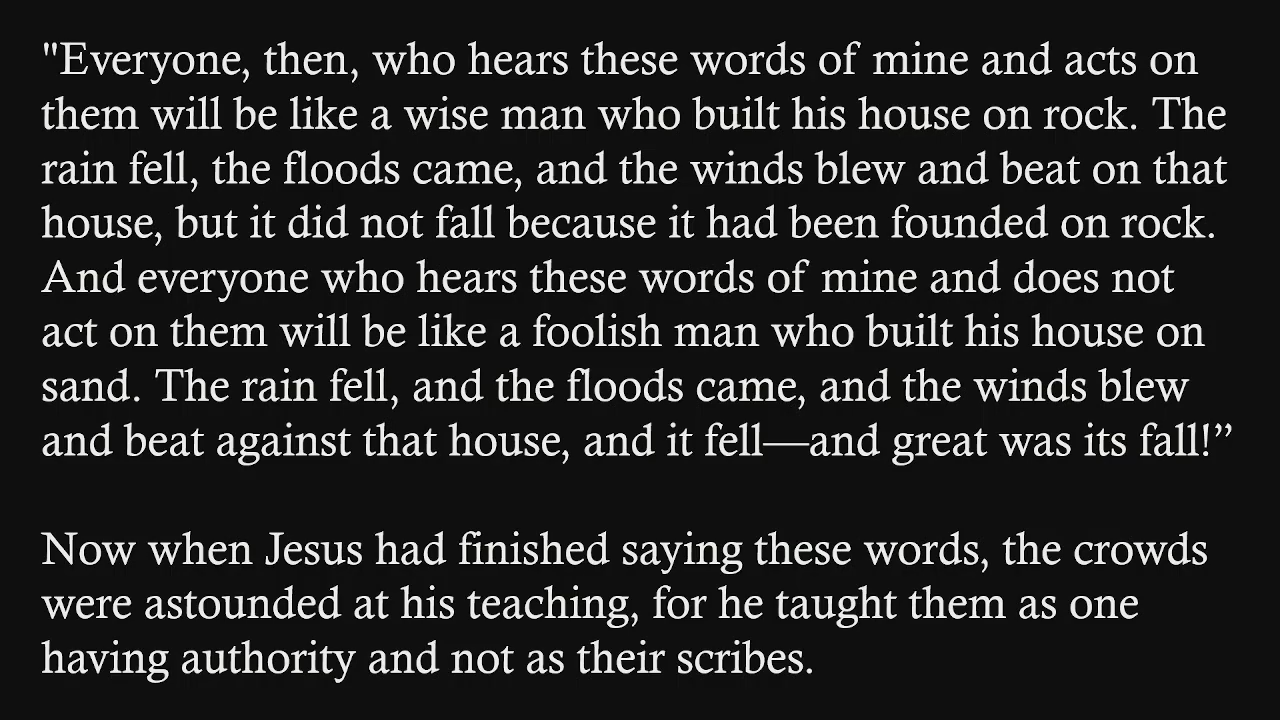 "Everyone, then, who hears these words of mine and acts on
them will be like a wise man who built his house on rock. The
rain fell, the floods came, and the winds blew and beat on that
house, but it did not fall because it had been founded on rock.
And everyone who hears these words of mine and does not
act on them will be like a foolish man who built his house on
sand. The rain fell, and the floods came, and the winds blew
and beat against that house, and it fell—and great was its fall!”
Now when Jesus had finished saying these words, the crowds
were astounded at his teaching, for he taught them as one
having authority and not as their scribes.